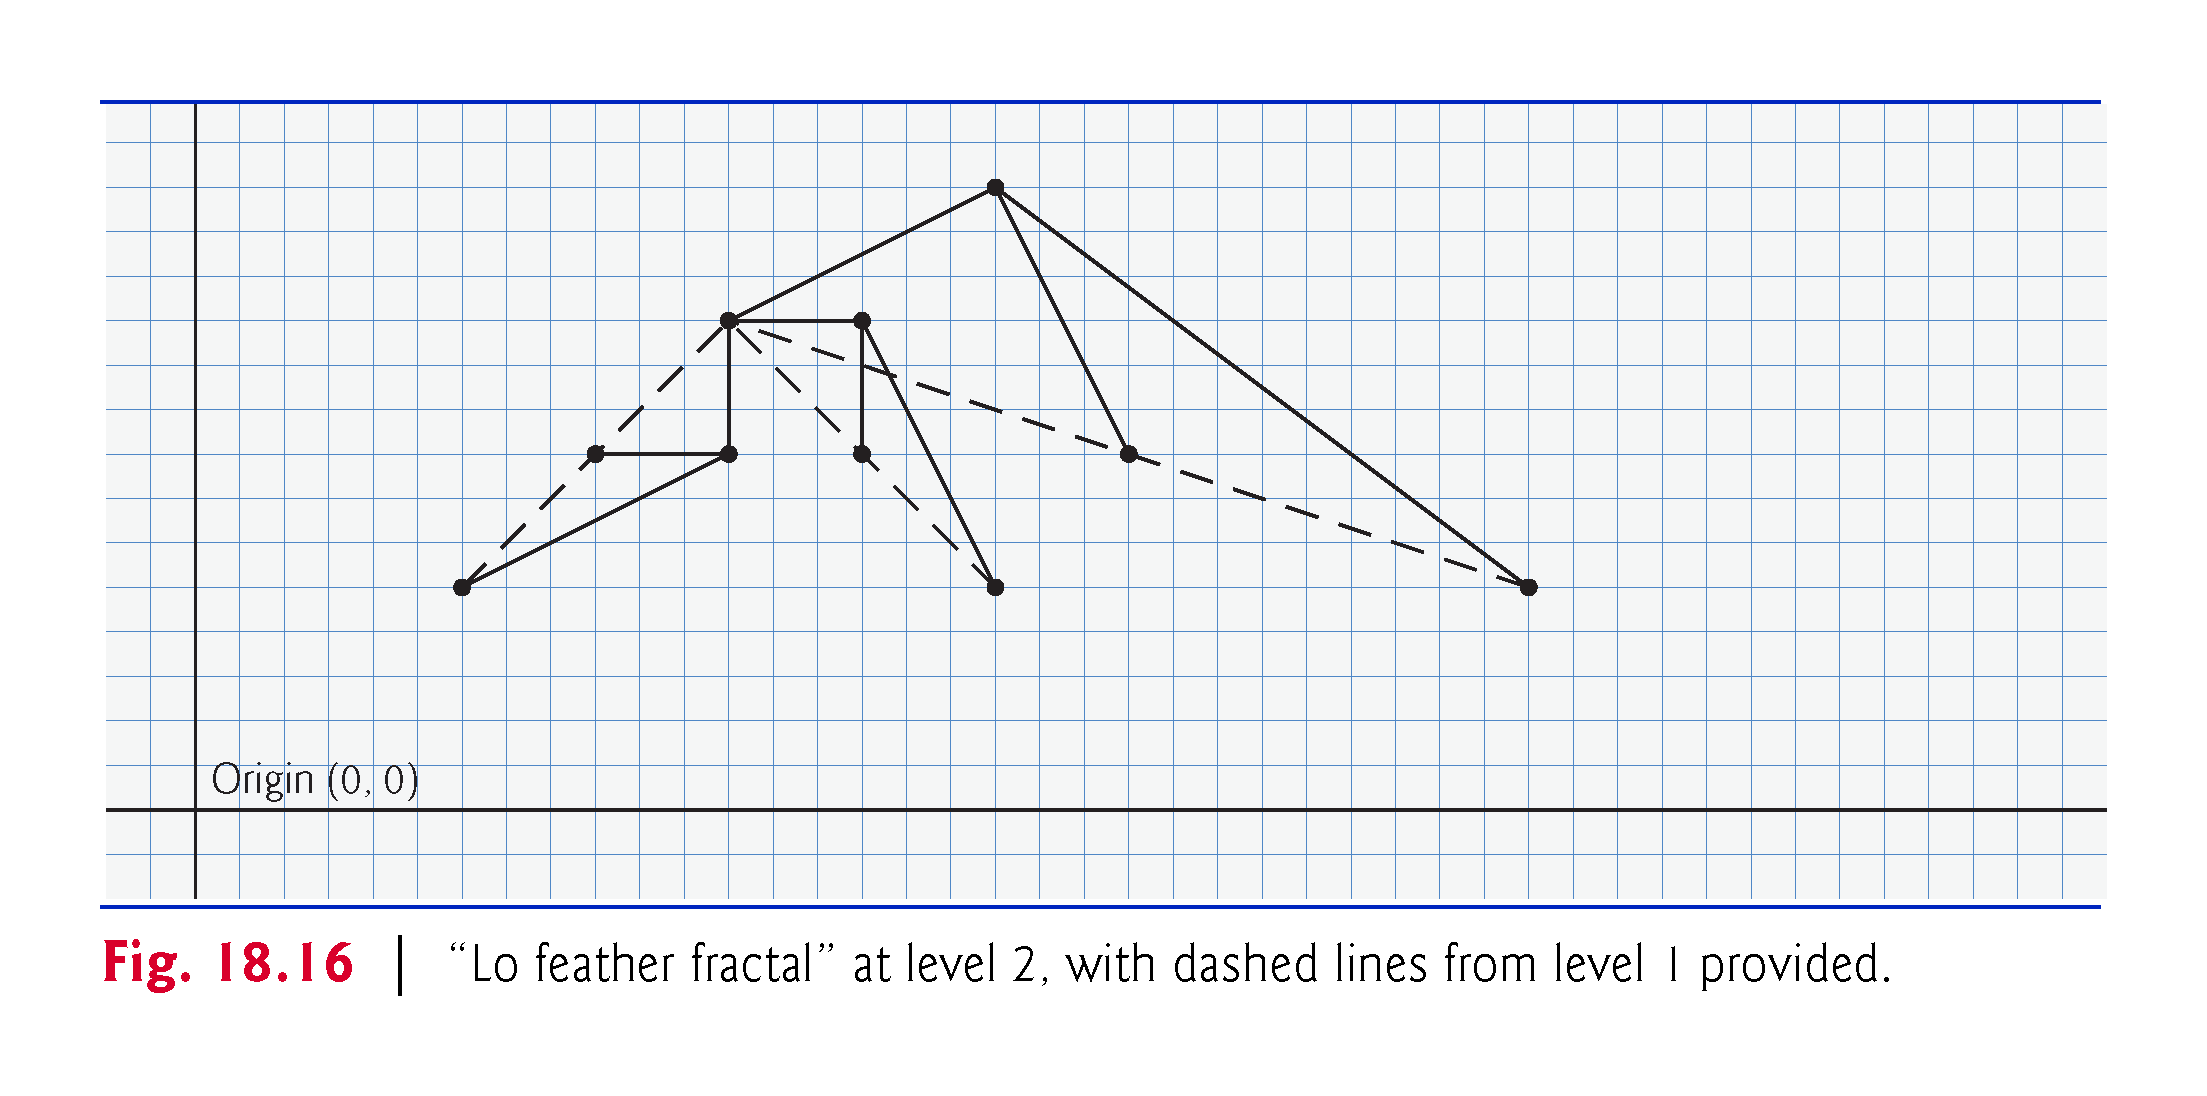 Origin (0, 0)
Fig. 18.16 | “Lo feather fractal” at level 2, with dashed lines from level 1 provided.